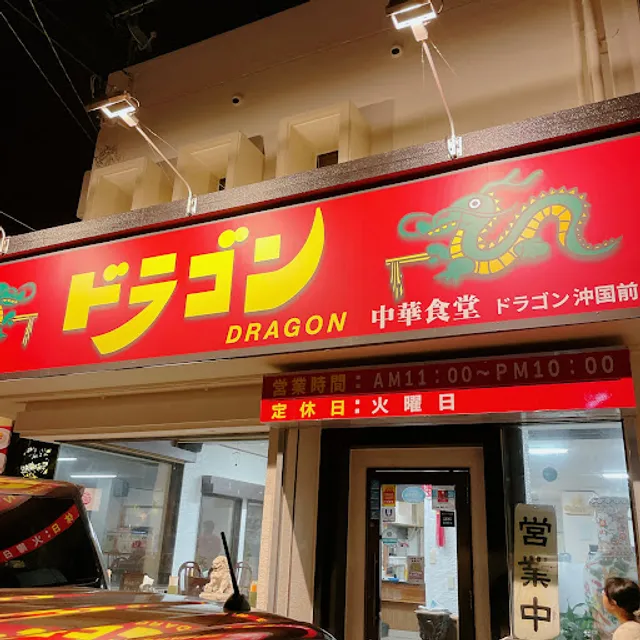 ドラゴン
DRAGON
中華食堂 ドラゴン 沖国前
営業時間：AM11:00～PM10:00
定休日：火曜日
営業中